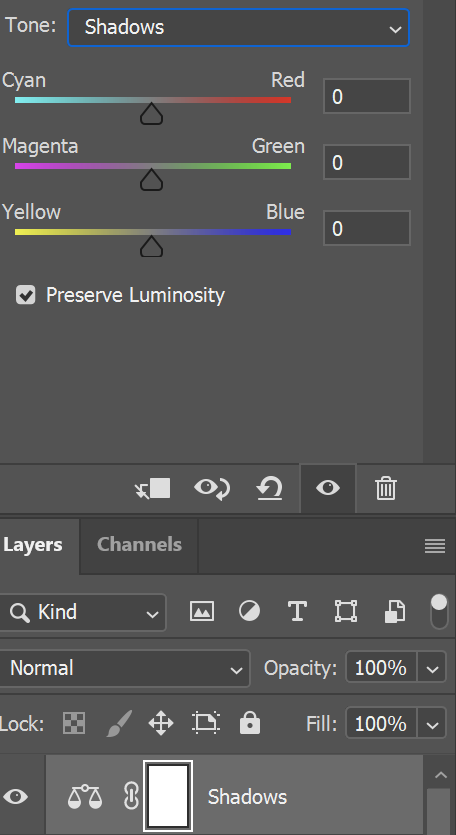 Tone: Shadows
Cyan Red
0
Magenta Green
0
Yellow Blue
0
Preserve Luminosity
Layers Channels
Kind
Normal Opacity: 100%
Lock: Fill: 100%
Shadows